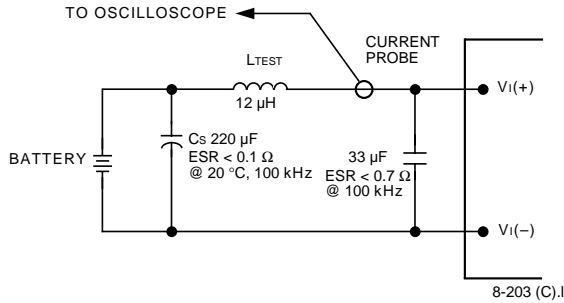 TO OSCILLOSCOPE
CURRENT
PROBE
LTEST
12 µH
VI(+)
CS 220 µF
ESR < 0.1 Ω
@ 20 °C, 100 kHz
BATTERY
33 µF
ESR < 0.7 Ω
@ 100 kHz
VI(–)
8-203 (C).l